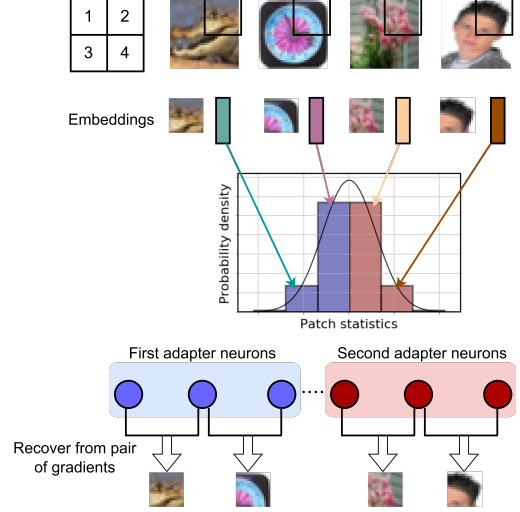 1 2
3 4
Embeddings
Probability density
Patch statistics
First adapter neurons
Second adapter neurons
Recover from pair
of gradients